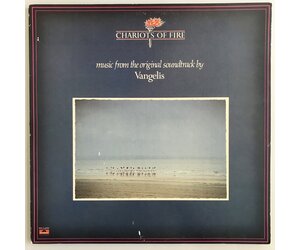 CHARIOTS OF FIRE
music from the original soundtrack by
Vangelis